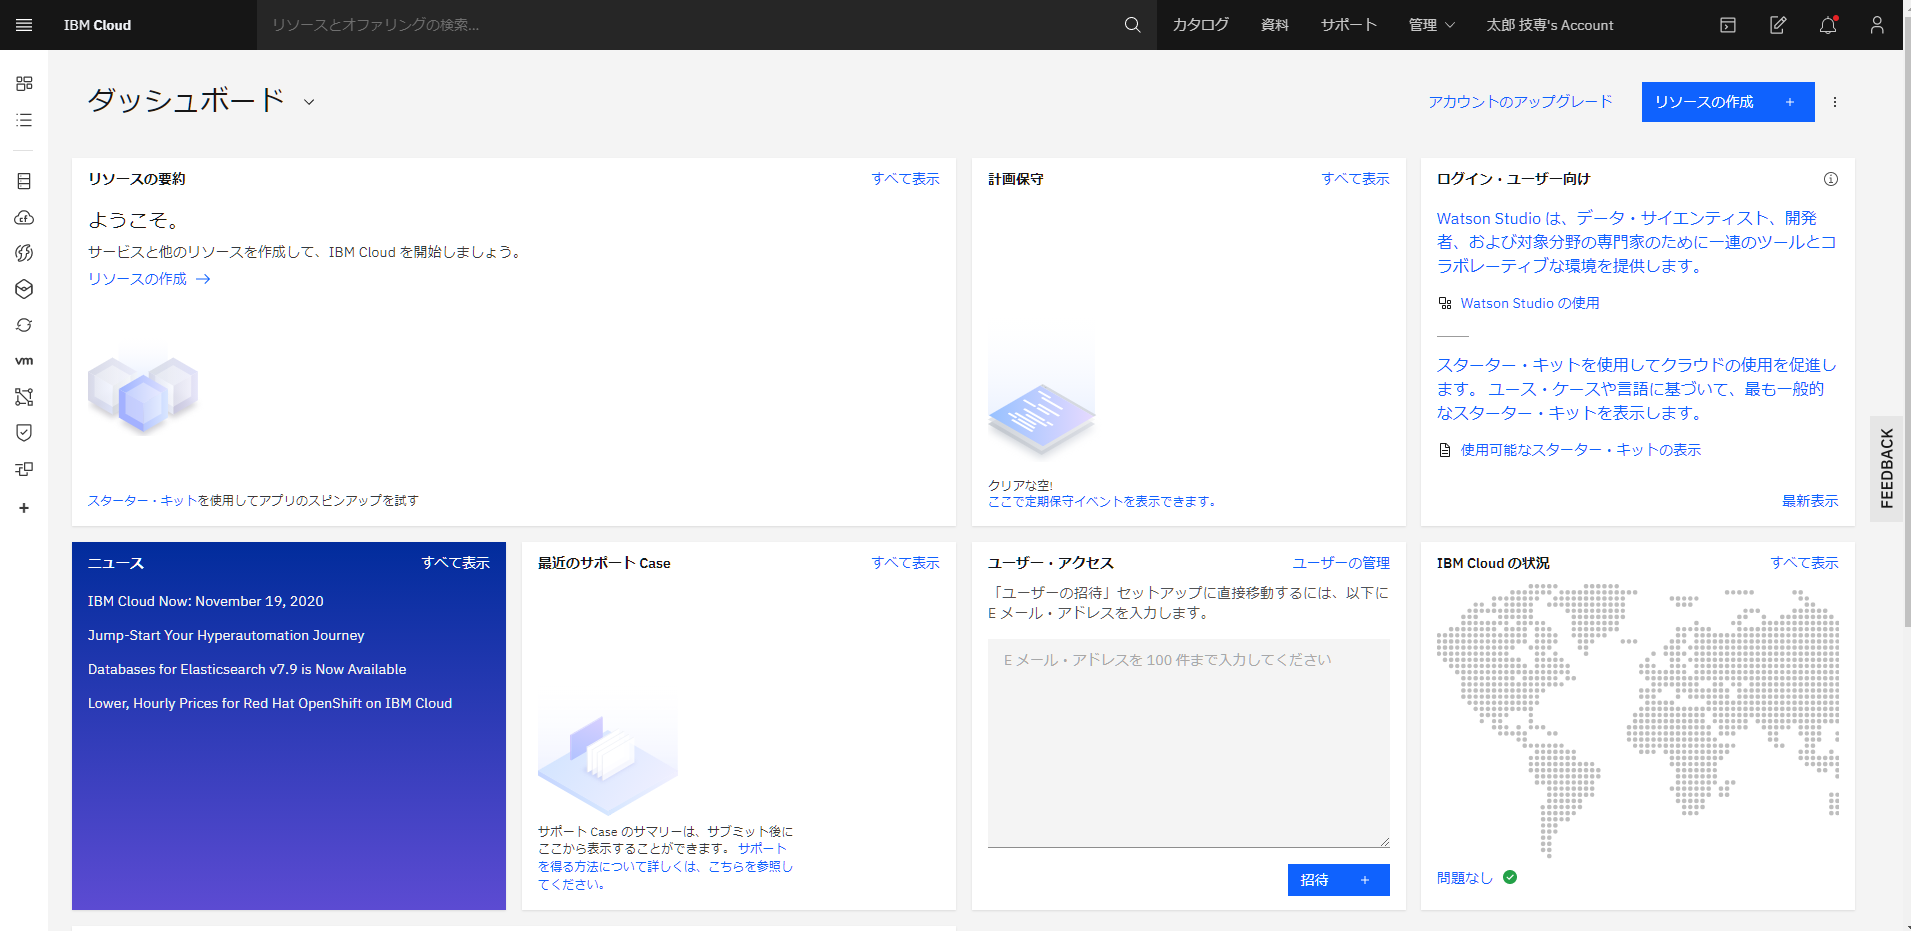 IBM Cloud
リソースとオファリングの検索...
カタログ
資料
サポート
管理
太郎 技専's Account
ダッシュボード
アカウントのアップグレード
リソースの作成 +
リソースの要約
すべて表示
ようこそ。
サービスと他のリソースを作成して、IBM Cloud を開始しましょう。
リソースの作成 →
スターター・キットを使用してアプリのスピンアップを試す
計画保守
すべて表示
クリアな空!
ここで定期保守イベントを表示できます。
ログイン・ユーザー向け
Watson Studio は、データ・サイエンティスト、開発
者、および対象分野の専門家のために一連のツールとコ
ラボレーティブな環境を提供します。
Watson Studio の使用
スターター・キットを使用してクラウドの使用を促進し
ます。 ユース・ケースや言語に基づいて、最も一般的
なスターター・キットを表示します。
使用可能なスターター・キットの表示
最新表示
cf
vm
FEEDBACK
ニュース
すべて表示
IBM Cloud Now: November 19, 2020
Jump-Start Your Hyperautomation Journey
Databases for Elasticsearch v7.9 is Now Available
Lower, Hourly Prices for Red Hat OpenShift on IBM Cloud
最近のサポート Case
すべて表示
サポート Case のサマリーは、サブミット後に
ここから表示することができます。 サポート
を得る方法について詳しくは、こちらを参照し
てください。
ユーザー・アクセス
ユーザーの管理
「ユーザーの招待」セットアップに直接移動するには、以下に
E メール・アドレスを入力します。
E メール・アドレスを 100 件まで入力してください
招待 +
IBM Cloud の状況
すべて表示
問題なし